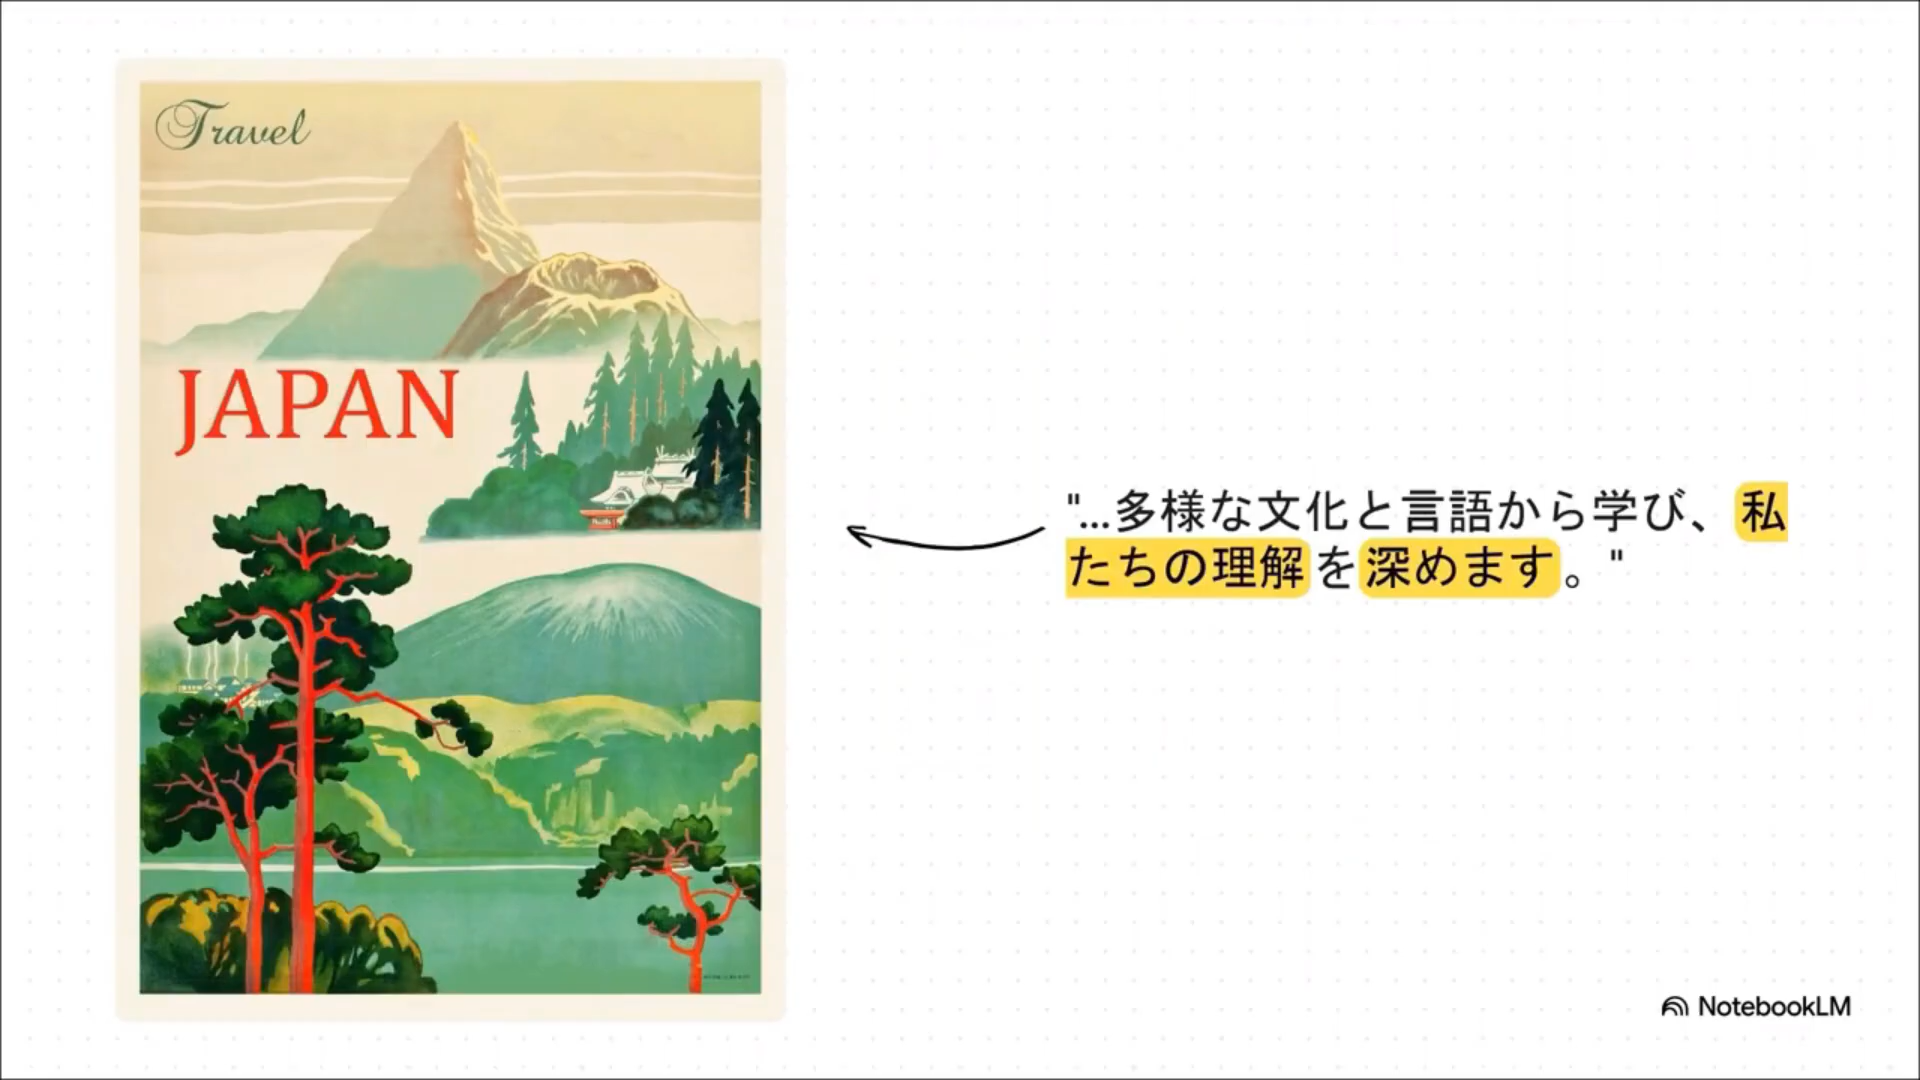 Travel
JAPAN
"...多様な文化と言語から学び、私
たちの理解を深めます。"
NotebookLM